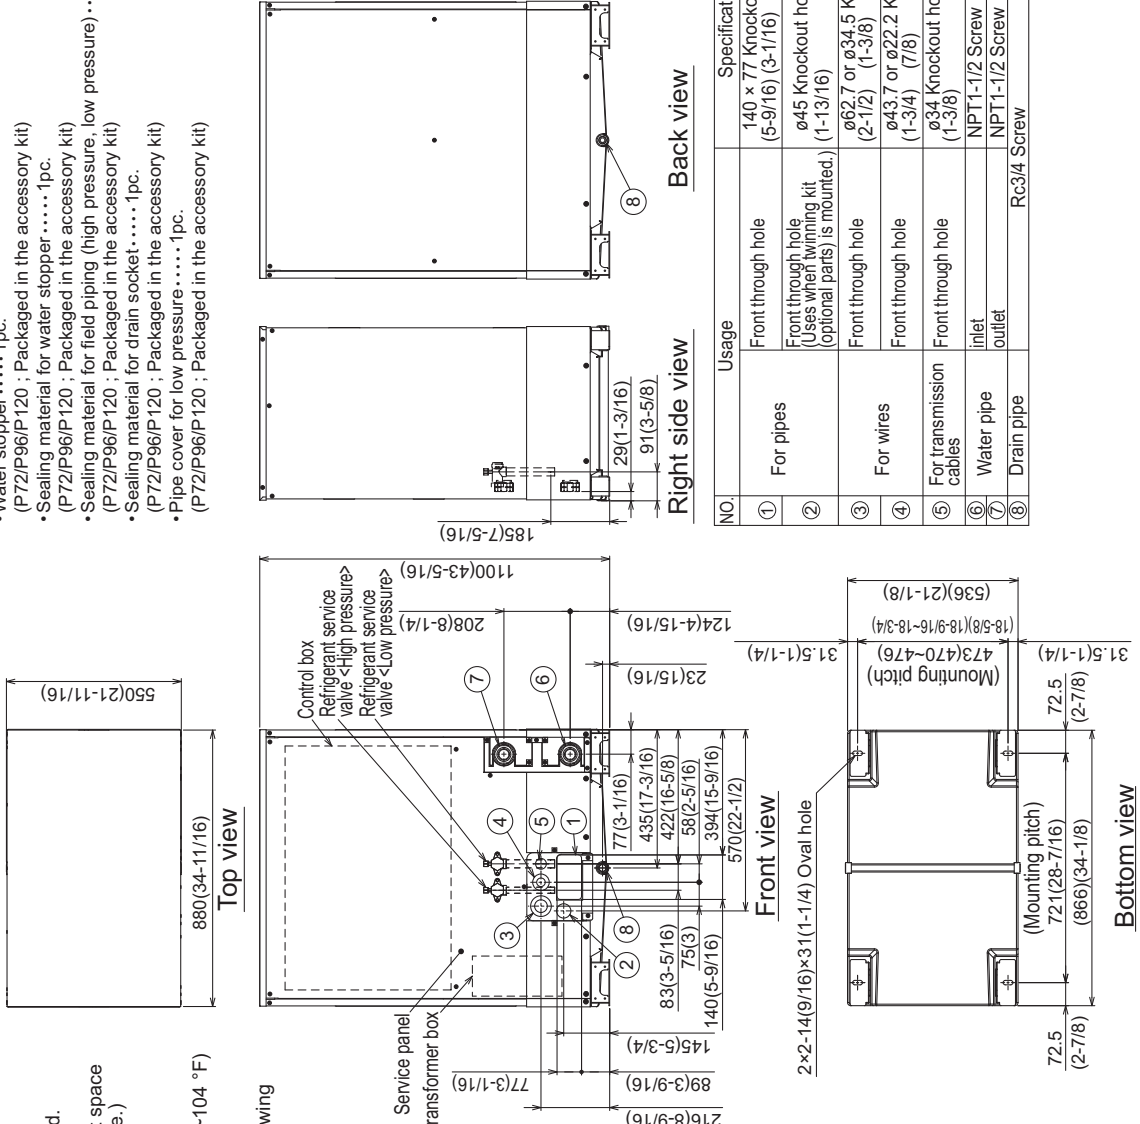 Water stopper ····· 1pc.
(P72/P96/P120 ; Packaged in the accessory kit)
• Sealing material for water stopper ····· 1pc.
(P72/P96/P120 ; Packaged in the accessory kit)
• Sealing material for field piping (high pressure, low pressure) ··
(P72/P96/P120 ; Packaged in the accessory kit)
• Sealing material for drain socket ····· 1pc.
(P72/P96/P120 ; Packaged in the accessory kit)
• Pipe cover for low pressure ····· 1pc.
(P72/P96/P120 ; Packaged in the accessory kit)
space
~104 °F)
550(21-11/16)
880(34-11/16)
Top view
Control box
Refrigerant service
valve <High pressure>
Refrigerant service
valve <Low pressure>
Service panel
1100(43-5/16)
208(8-1/4)
124(4-15/16)
23(15/16)
7
6
4
5
1
3
2
8
77(3-1/16)
435(17-3/16)
422(16-5/8)
58(2-5/16)
394(15-9/16)
570(22-1/2)
83(3-5/16)
75(3)
140(5-9/16)
145(5-3/4)
77(3-1/16)
89(3-9/16)
216(8-9/16)
Front view
185(7-5/16)
29(1-3/16)
91(3-5/8)
Right side view
8
Back view
2×2-14(9/16)×31(1-1/4) Oval hole
31.5(1-1/4)
(536)(21-1/8)
(18-5/8)(18-9/16~18-3/4)
473(470~476)
(Mounting pitch)
31.5(1-1/4)
72.5
(2-7/8)
(Mounting pitch)
721(28-7/16)
(866)(34-1/8)
72.5
(2-7/8)
Bottom view
NO. Usage
① For pipes Front through hole 140 × 77
(5-9/16) (3-1/16)
② Front through hole ø45 Knockout
(Uses when twinning kit (1-13/16)
(optional parts) is mounted.)
③ For wires Front through hole ø62.7 or ø34.5
(2-1/2) (1-3/8)
④ Front through hole ø43.7 or ø22.2
(1-3/4) (7/8)
⑤ For transmission Front through hole ø34 Knockout
cables (1-3/8)
⑥ Water pipe inlet NPT1-1/2 Screw
⑦ outlet NPT1-1/2 Screw
⑧ Drain pipe Rc3/4 Screw